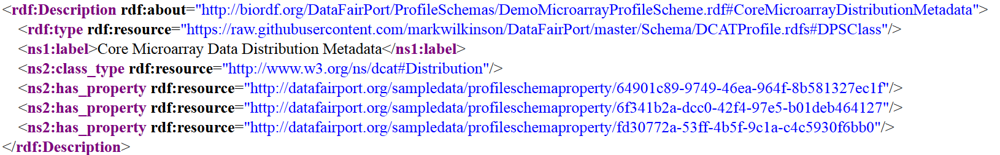 <rdf:Description rdf:about="http://biordf.org/DataFairPort/ProfileSchemas/DemoMicroarrayProfileScheme.rdf#CoreMicroarrayDistributionMetadata">
<rdf:type rdf:resource="https://raw.githubusercontent.com/markwilkinson/DataFairPort/master/Schema/DCATProfile.rdfs#DPSClass"/>
<ns1:label>Core Microarray Data Distribution Metadata</ns1:label>
<ns2:class_type rdf:resource="http://www.w3.org/ns/dcat#Distribution"/>
<ns2:has_property rdf:resource="http://datafairport.org/sampledata/profileschemaproperty/64901c89-9749-46ea-964f-8b581327ec1f"/>
<ns2:has_property rdf:resource="http://datafairport.org/sampledata/profileschemaproperty/6f341b2a-dcc0-42f4-97e5-b01deb464127"/>
<ns2:has_property rdf:resource="http://datafairport.org/sampledata/profileschemaproperty/fd30772a-53ff-4b5f-9c1a-c4c5930f6bb0"/>
</rdf:Description>